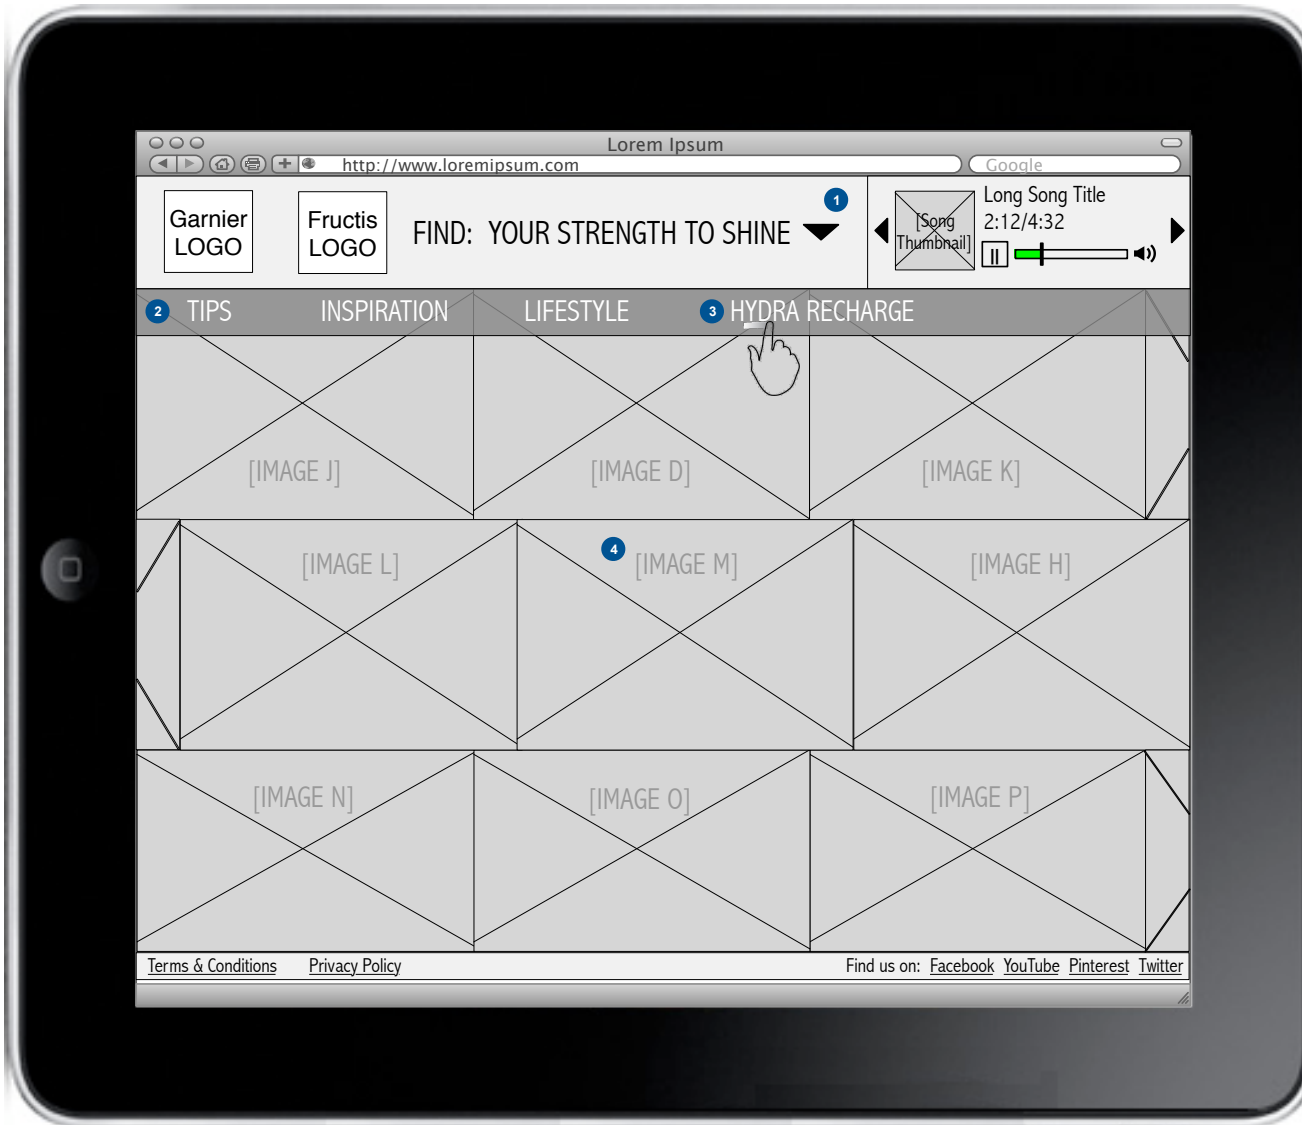 Lorem Ipsum
http://www.loremipsum.com
Google
Garnier
LOGO
Fructis
LOGO
FIND: YOUR STRENGTH TO SHINE
1
[Song
Thumbnail]
Long Song Title
2:12/4:32
2 TIPS INSPIRATION LIFESTYLE 3 HYDRA RECHARGE
[IMAGE J] [IMAGE D] [IMAGE K]
[IMAGE L] 4 [IMAGE M] [IMAGE H]
[IMAGE N] [IMAGE O] [IMAGE P]
Terms & Conditions Privacy Policy Find us on: Facebook YouTube Pinterest Twitter